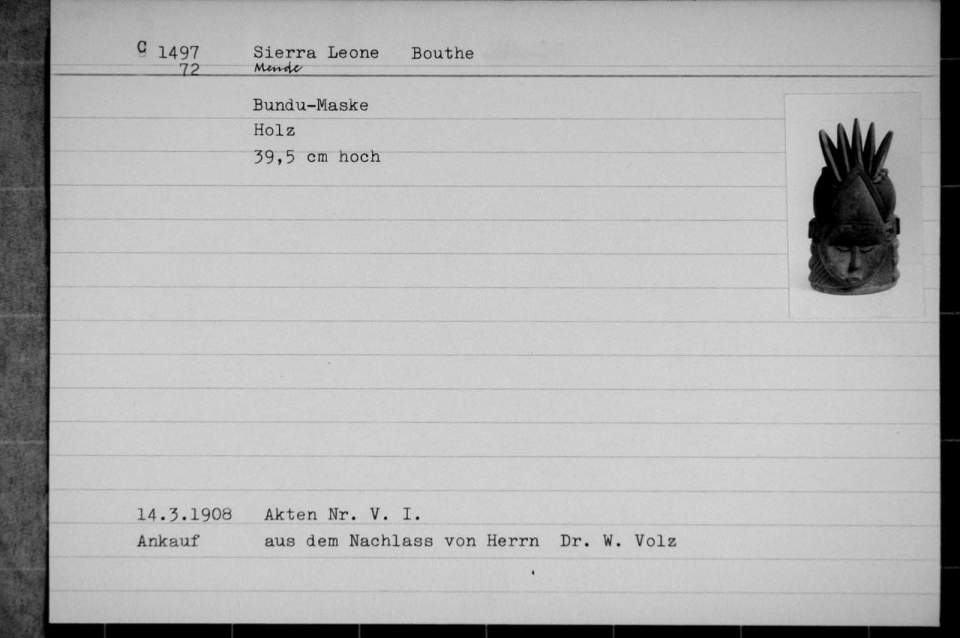 C 1497 Sierra Leone Bouthe
72 Mende
Bundu-Maske
Holz
39,5 cm hoch
14.3.1908 Akten Nr. V. I.
Ankauf aus dem Nachlass von Herrn Dr. W. Volz